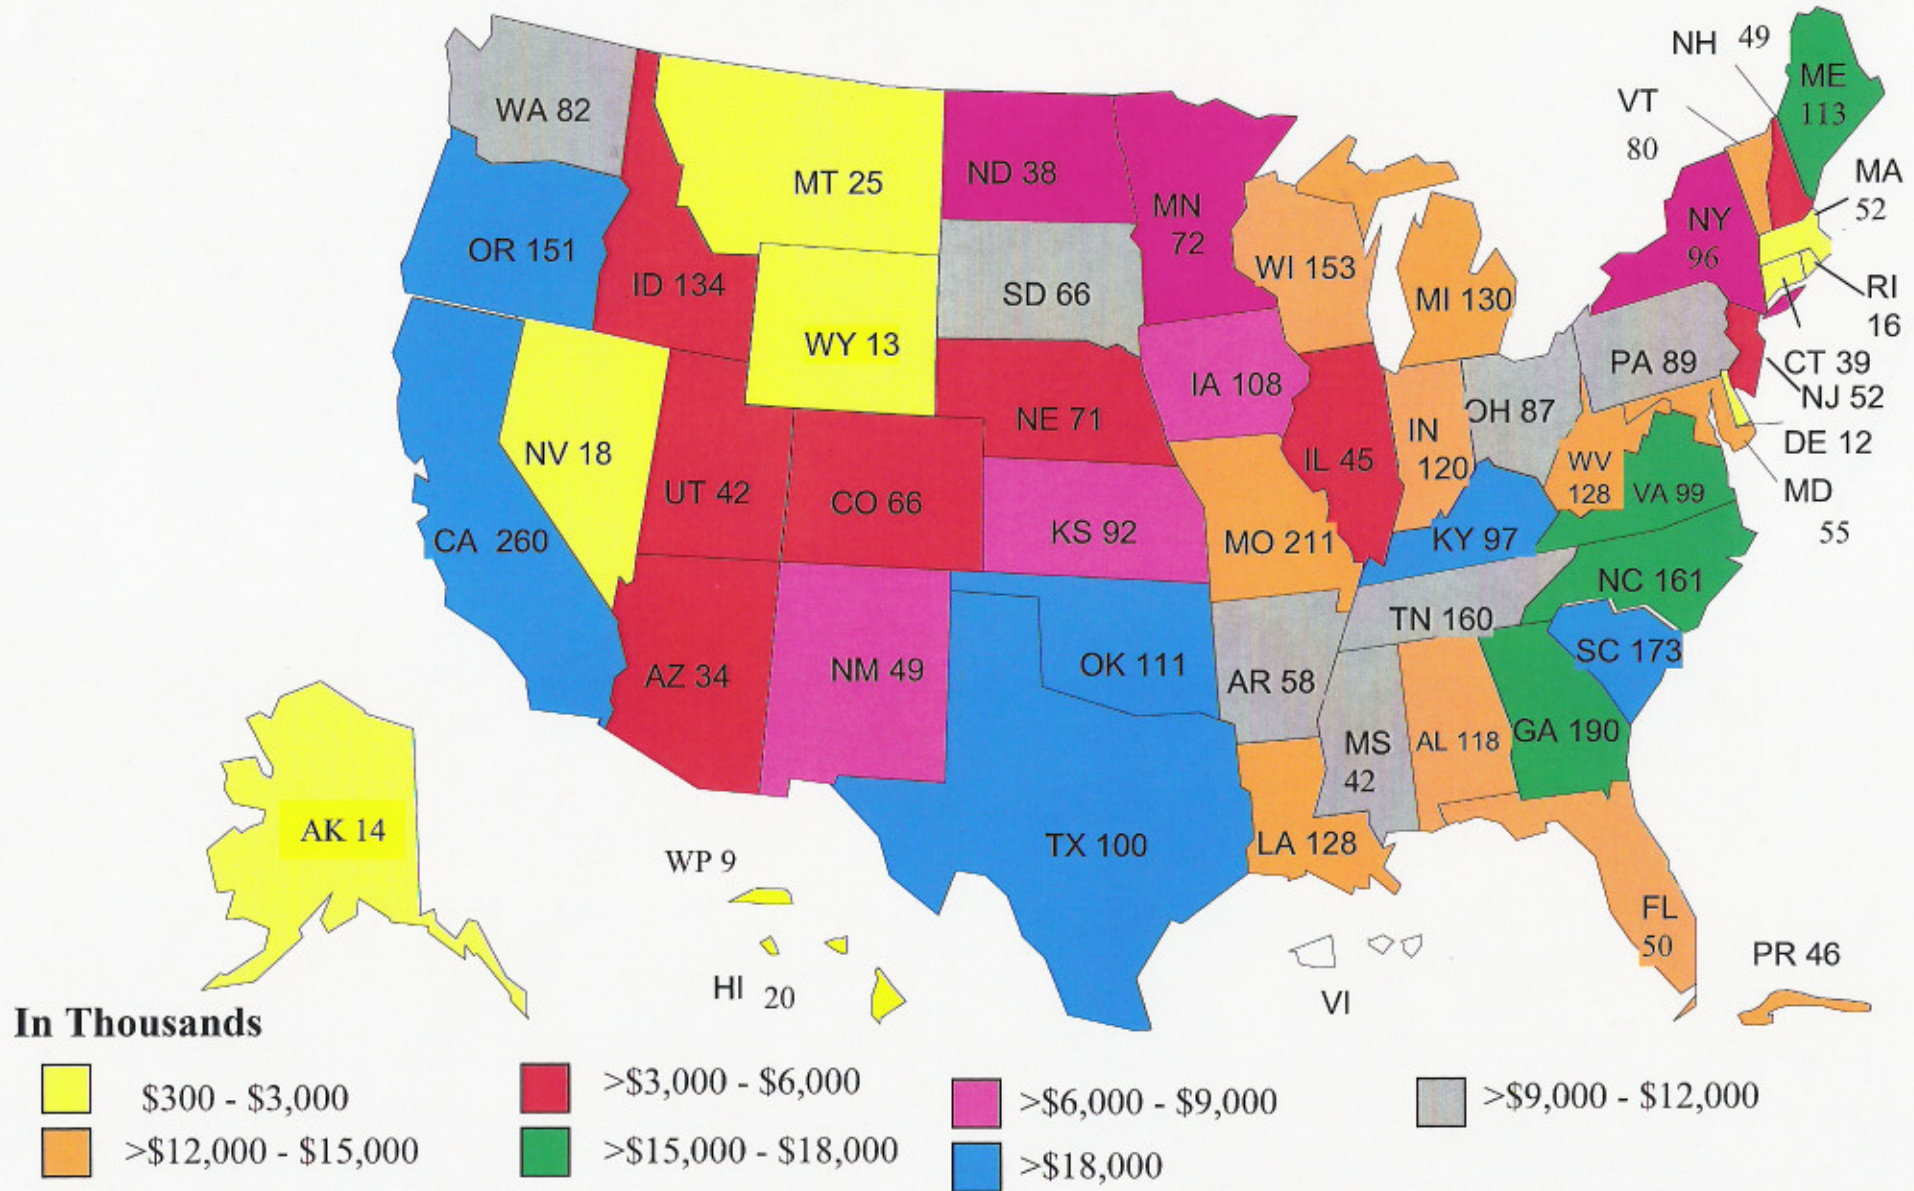 NH 49
ME
113
VT
80
WA 82
MA
52
MT 25
ND 38
MN
72
NY
96
OR 151
ID 134
SD 66
WI 153
MI 130
RI
16
WY 13
PA 89
CT 39
NJ 52
IA 108
NE 71
OH 87
IN
120
DE 12
NV 18
UT 42
CO 66
IL 45
WV
128
VA 99
MD
55
CA 260
KS 92
MO 211
KY 97
NC 161
TN 160
SC 173
AZ 34
NM 49
OK 111
AR 58
MS
42
AL 118
GA 190
AK 14
WP 9
TX 100
LA 128
FL
50
PR 46
HI 20
VI
In Thousands
$300 - $3,000
>$3,000 - $6,000
>$6,000 - $9,000
>$9,000 - $12,000
>$12,000 - $15,000
>$15,000 - $18,000
>$18,000